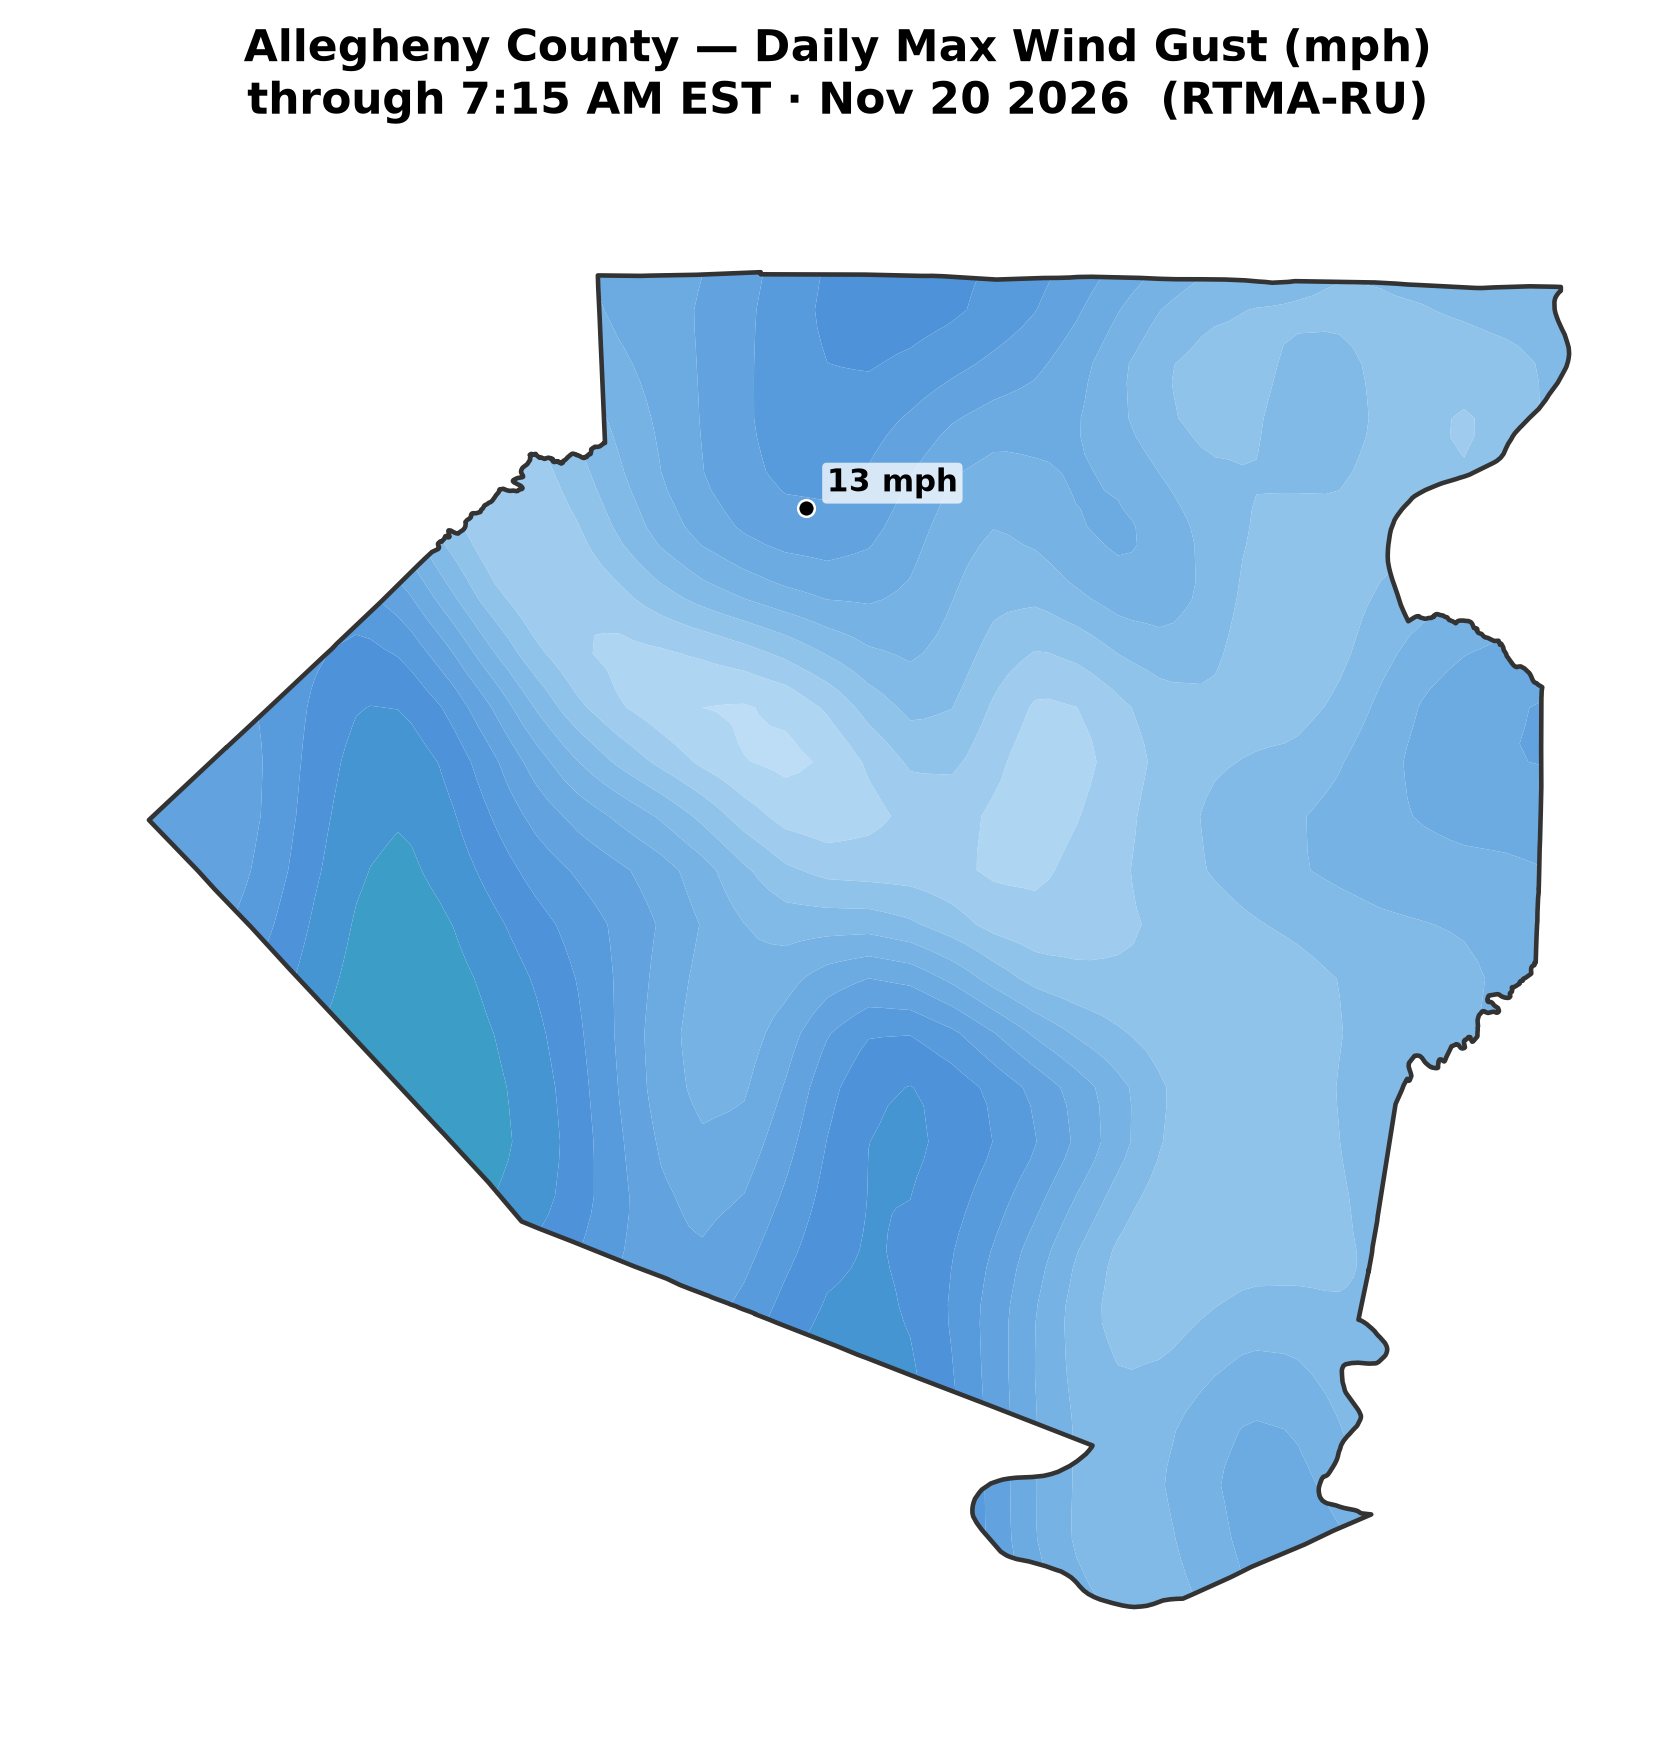 Allegheny County — Daily Max Wind Gust (mph)
through 7:15 AM EST · Nov 20 2026 (RTMA-RU)
13 mph